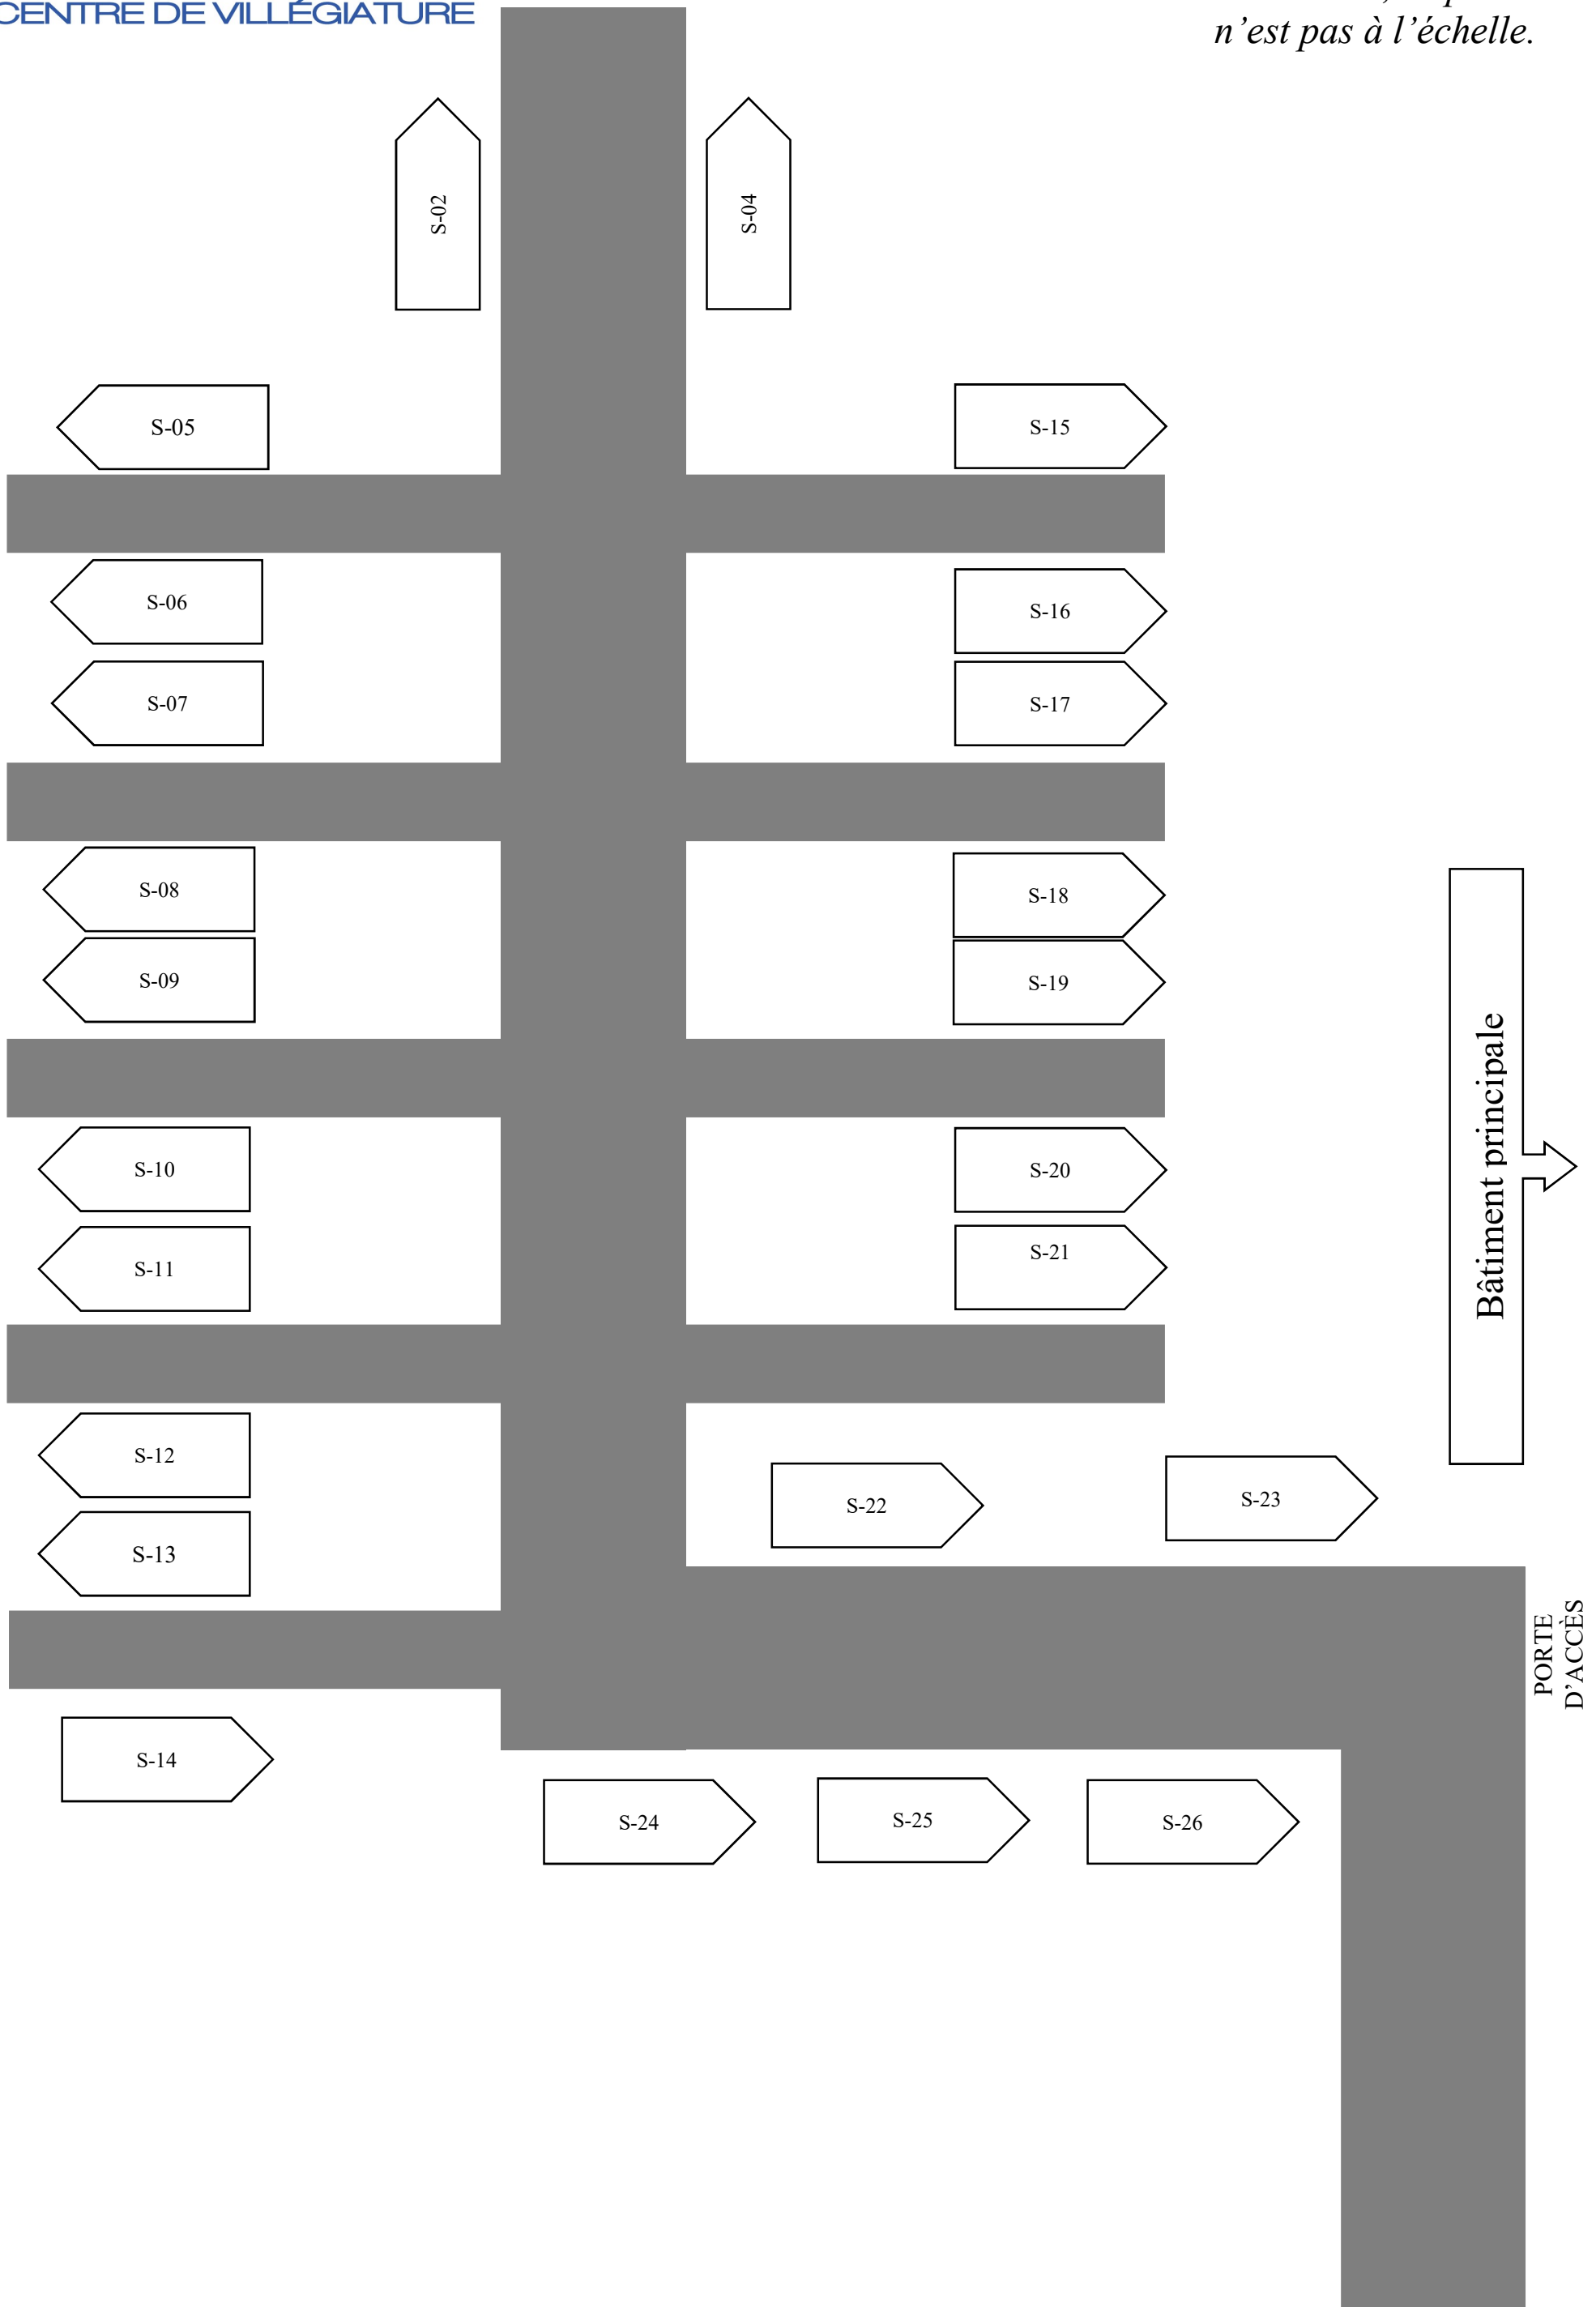 CENTRE DE VILLÉGIATURE
n’est pas à l’échelle.
S-02
S-04
S-05
S-15
S-06
S-16
S-07
S-17
S-08
S-18
S-09
S-19
Bâtiment principale
S-10
S-20
S-11
S-21
S-12
S-22
S-23
S-13
PORTE
D’ACCÈS
S-14
S-24
S-25
S-26